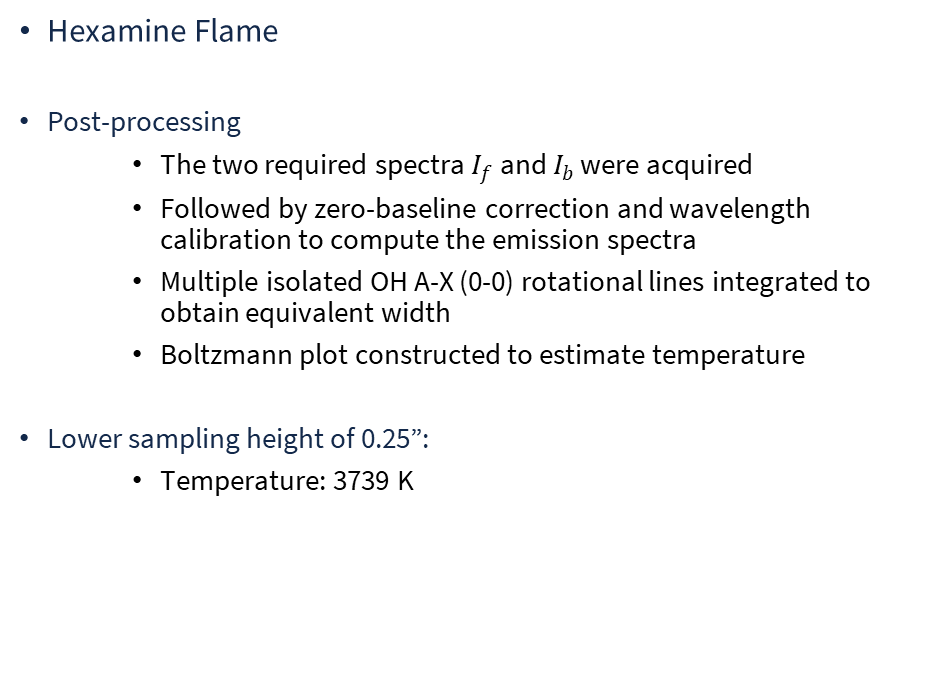 • Hexamine Flame
• Post-processing
• The two required spectra I_f and I_b were acquired
• Followed by zero-baseline correction and wavelength
calibration to compute the emission spectra
• Multiple isolated OH A-X (0-0) rotational lines integrated to
obtain equivalent width
• Boltzmann plot constructed to estimate temperature
• Lower sampling height of 0.25”:
• Temperature: 3739 K